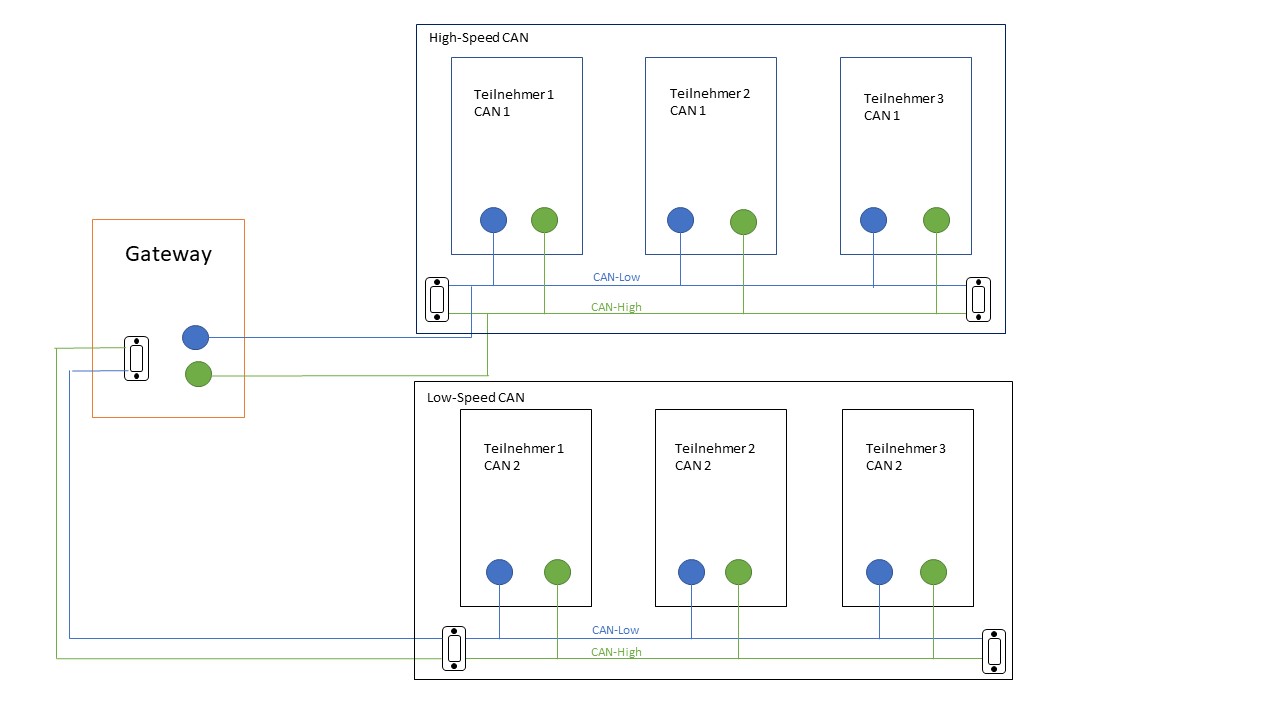 High-Speed CAN
Teilnehmer 1
CAN 1
Teilnehmer 2
CAN 1
Teilnehmer 3
CAN 1
CAN-Low
CAN-High
Gateway
Low-Speed CAN
Teilnehmer 1
CAN 2
Teilnehmer 2
CAN 2
Teilnehmer 3
CAN 2
CAN-Low
CAN-High